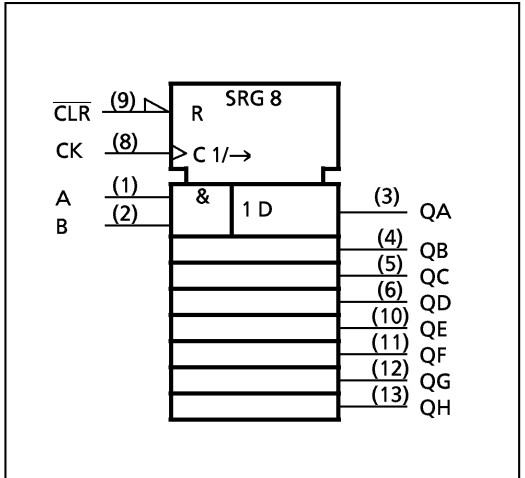 SRG 8
CLR (9) R
CK (8) C 1/→
A (1) & 1 D (3) QA
B (2)
(4) QB
(5) QC
(6) QD
(10) QE
(11) QF
(12) QG
(13) QH